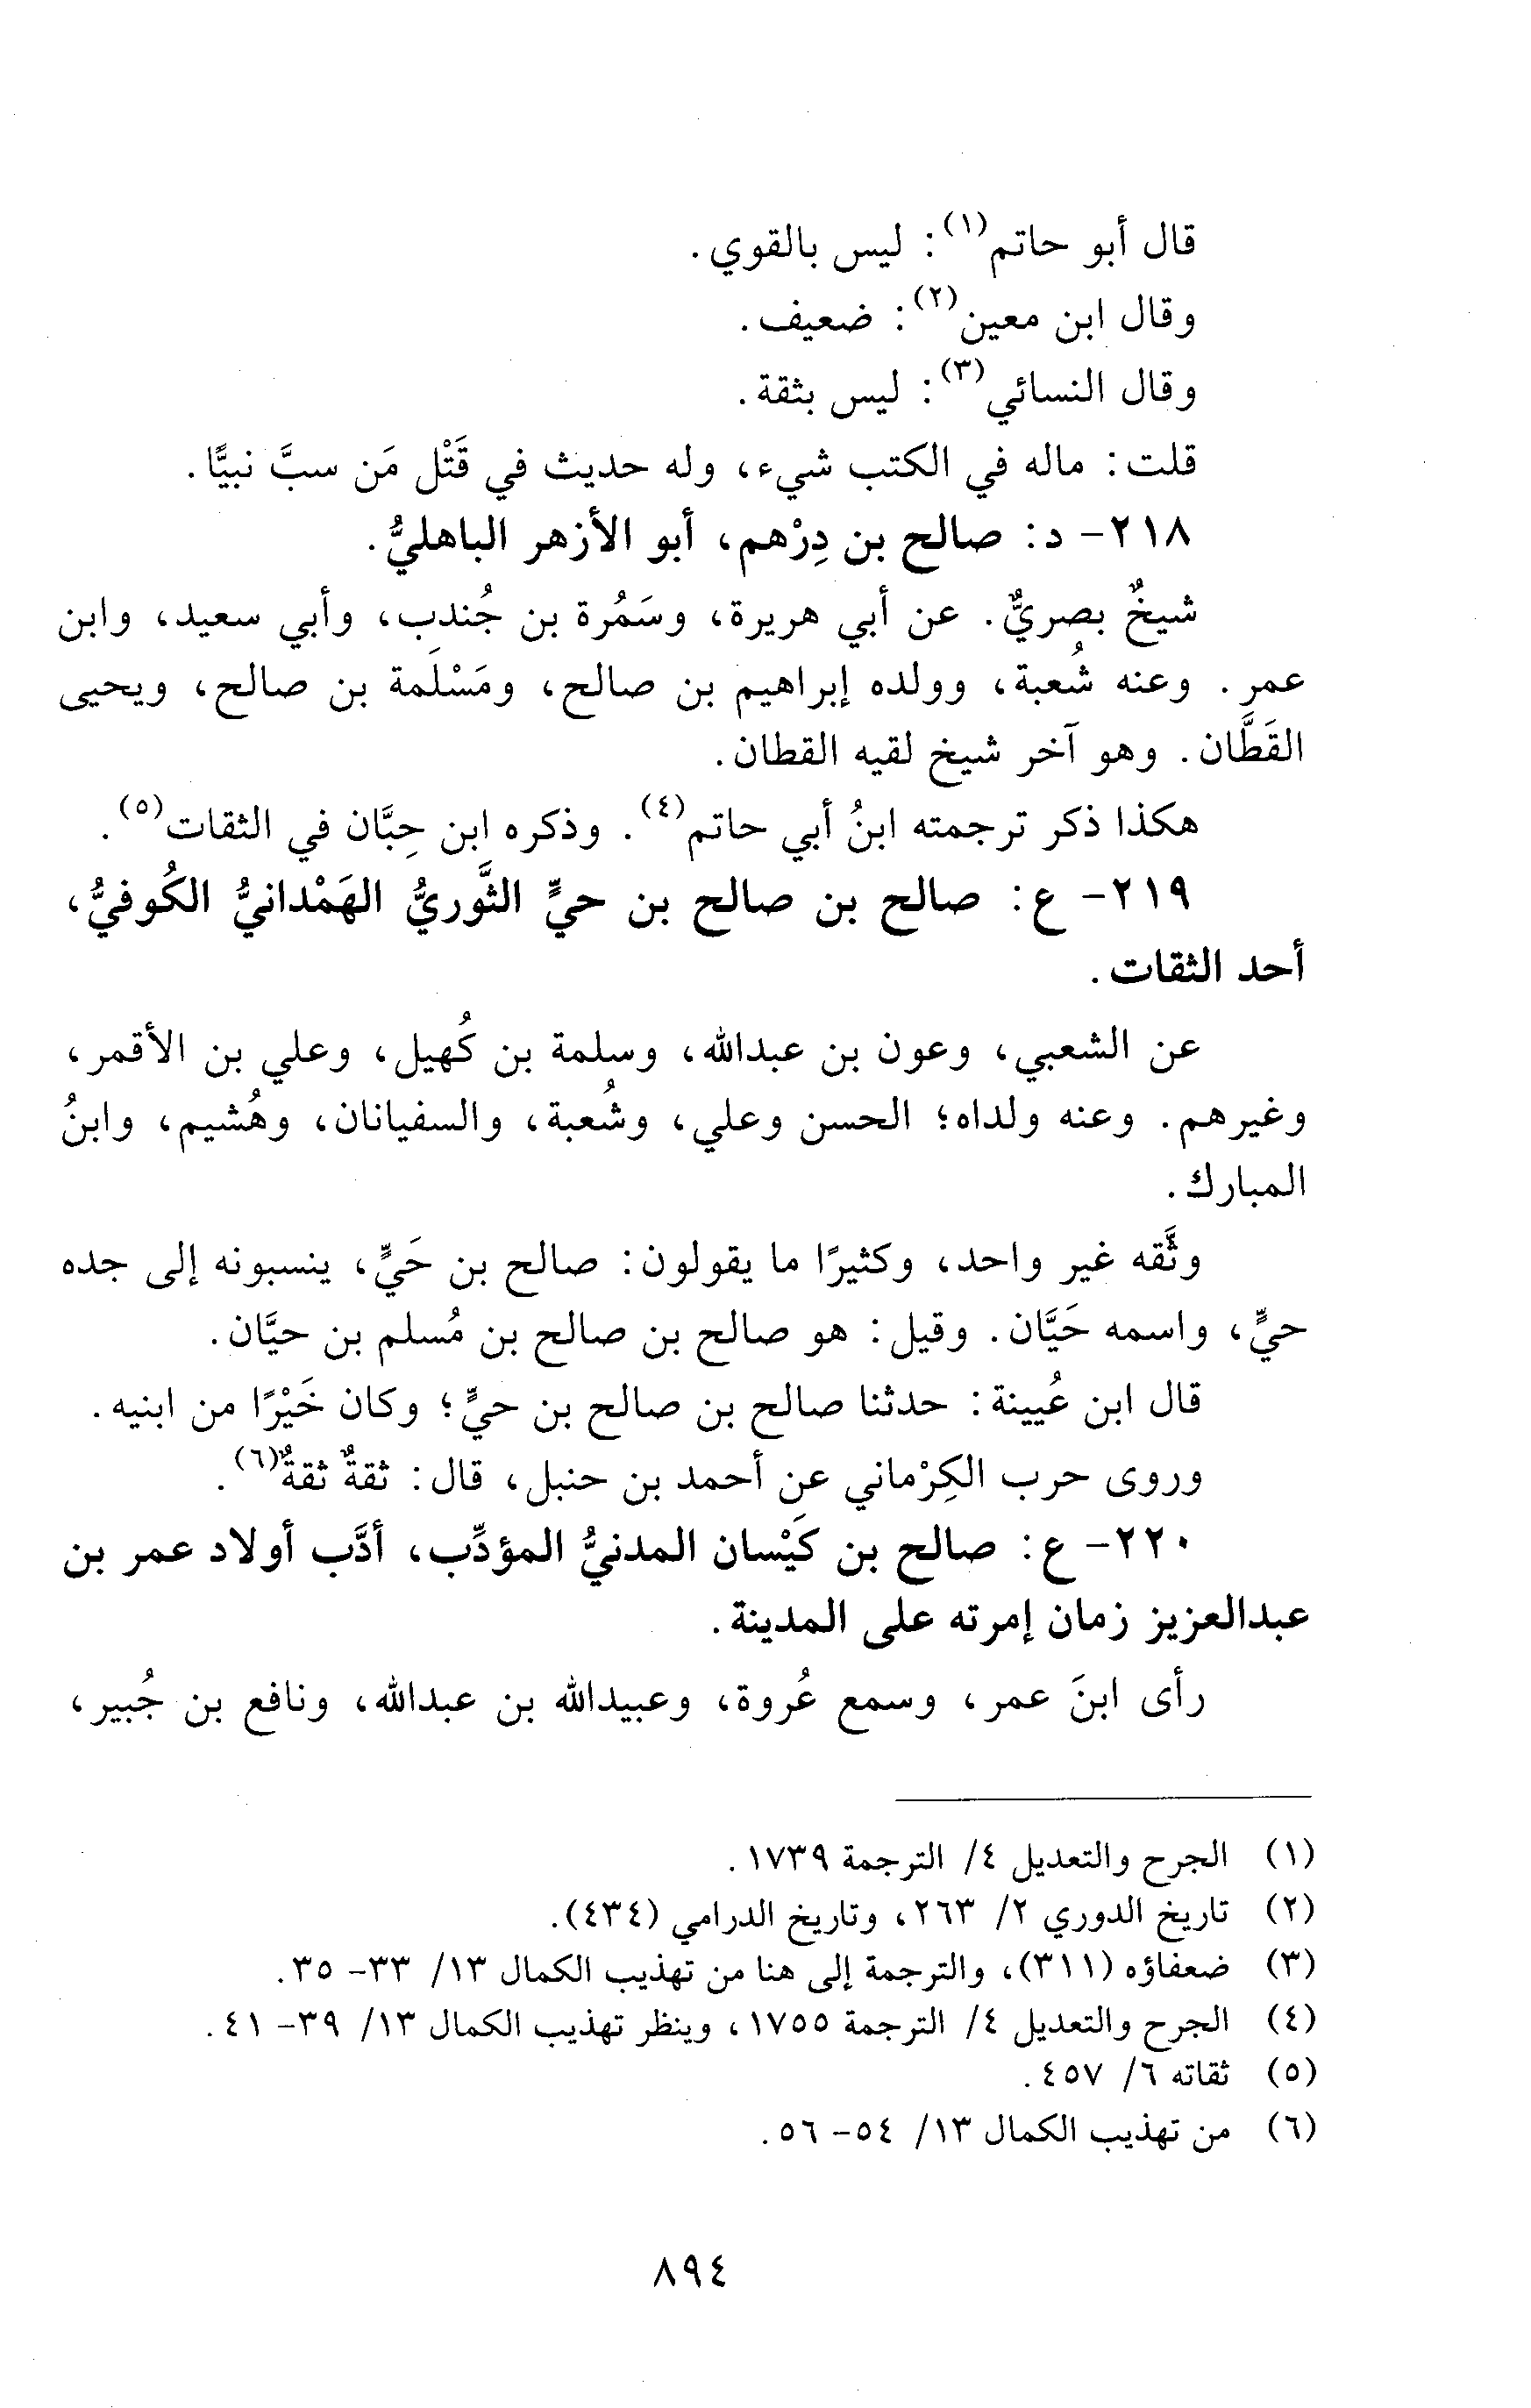 قال أبو حاتم(١): ليس بالقوي.
وقال ابن معين(٢): ضعيف.
وقال النسائي(٣): ليس بثقة.
قلت: ماله في الكتب شيء، وله حديث في قَتْل مَن سبَّ نبيًّا.
٢١٨- د: صالح بن دِرْهم، أبو الأزهر الباهليُّ.
شيخٌ بصريٌّ. عن أبي هريرة، وسَمُرة بن جُندب، وأبي سعيد، وابن
عمر. وعنه شُعبة، وولده إبراهيم بن صالح، ومَسْلَمة بن صالح، ويحيى
القَطَّان. وهو آخر شيخ لقيه القطان.
هكذا ذكر ترجمته ابنُ أبي حاتم(٤). وذكره ابن حِبَّان في الثقات(٥).
٢١٩- ع: صالح بن صالح بن حيٍّ الثَّوريُّ الهَمْدانيُّ الكُوفيُّ،
أحد الثقات.
عن الشعبي، وعون بن عبدالله، وسلمة بن كُهيل، وعلي بن الأقمر،
وغيرهم. وعنه ولداه؛ الحسن وعلي، وشُعبة، والسفيانان، وهُشيم، وابنُ
المبارك.
وثَّقه غير واحد، وكثيرًا ما يقولون: صالح بن حَيٍّ، ينسبونه إلى جده
حيٍّ، واسمه حَيَّان. وقيل: هو صالح بن صالح بن مُسلم بن حيَّان.
قال ابن عُيينة: حدثنا صالح بن صالح بن حيٍّ؛ وكان خَيْرًا من ابنيه.
وروى حرب الكِرْماني عن أحمد بن حنبل، قال: ثقةٌ ثقةٌ(٦).
٢٢٠- ع: صالح بن كَيْسان المدنيُّ المؤدِّب، أدَّب أولاد عمر بن
عبدالعزيز زمان إمرته على المدينة.
رأى ابنَ عمر، وسمع عُروة، وعبيدالله بن عبدالله، ونافع بن جُبير،
(١) الجرح والتعديل ٤/ الترجمة ١٧٣٩.
(٢) تاريخ الدوري ٢/ ٢٦٣، وتاريخ الدرامي (٤٣٤).
(٣) ضعفاؤه (٣١١)، والترجمة إلى هنا من تهذيب الكمال ١٣/ ٣٣- ٣٥.
(٤) الجرح والتعديل ٤/ الترجمة ١٧٥٥، وينظر تهذيب الكمال ١٣/ ٣٩- ٤١.
(٥) ثقاته ٦/ ٤٥٧.
(٦) من تهذيب الكمال ١٣/ ٥٤- ٥٦.
٨٩٤